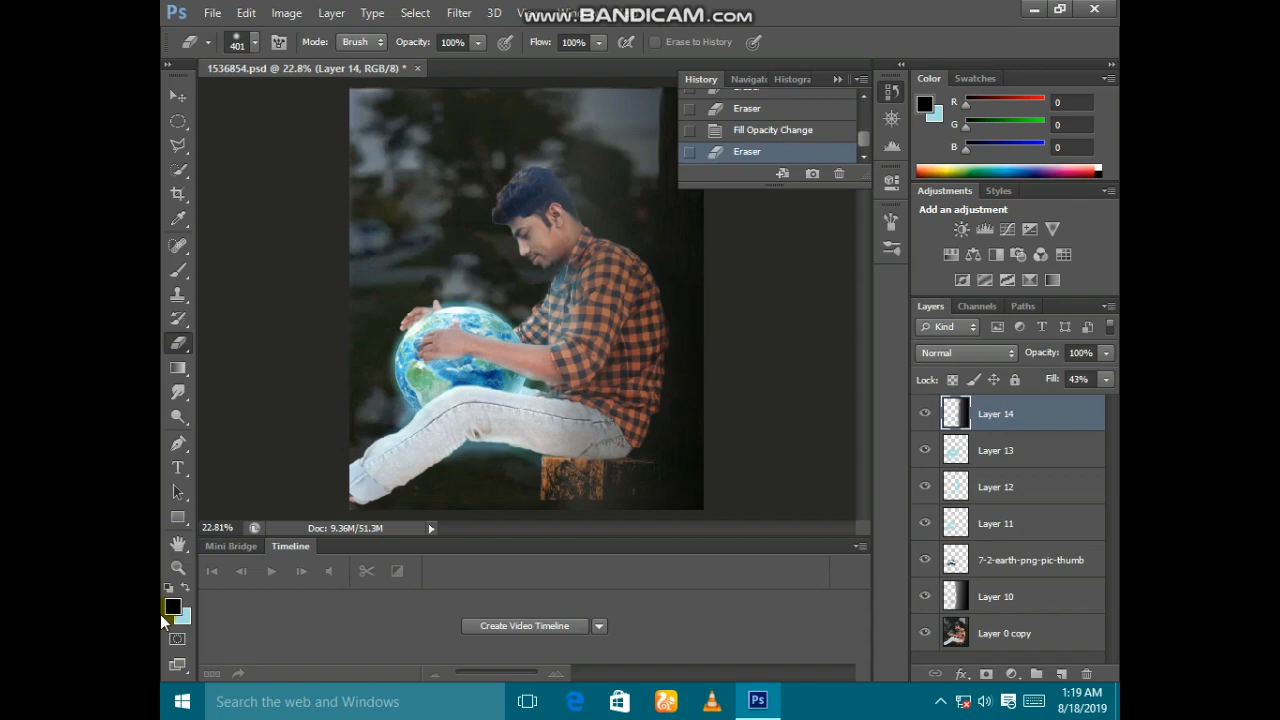 Ps File Edit Image Layer Type Select Filter 3D
www.BANDICAM.com
401 Mode: Brush Opacity: 100% Flow: 100% Erase to History
1536854.psd @ 22.8% (Layer 14, RGB/8) * ×
History Navigat Histogra
Eraser
Fill Opacity Change
Eraser
Color Swatches
R 0
G 0
B 0
Adjustments Styles
Add an adjustment
Layers Channels Paths
Kind
Normal Opacity: 100%
Lock: Fill: 43%
Layer 14
Layer 13
Layer 12
Layer 11
7-2-earth-png-pic-thumb
Layer 10
Layer 0 copy
22.81% Doc: 9.36M/51.3M
Mini Bridge Timeline
Create Video Timeline
Search the web and Windows
Ps
1:19 AM
8/18/2019